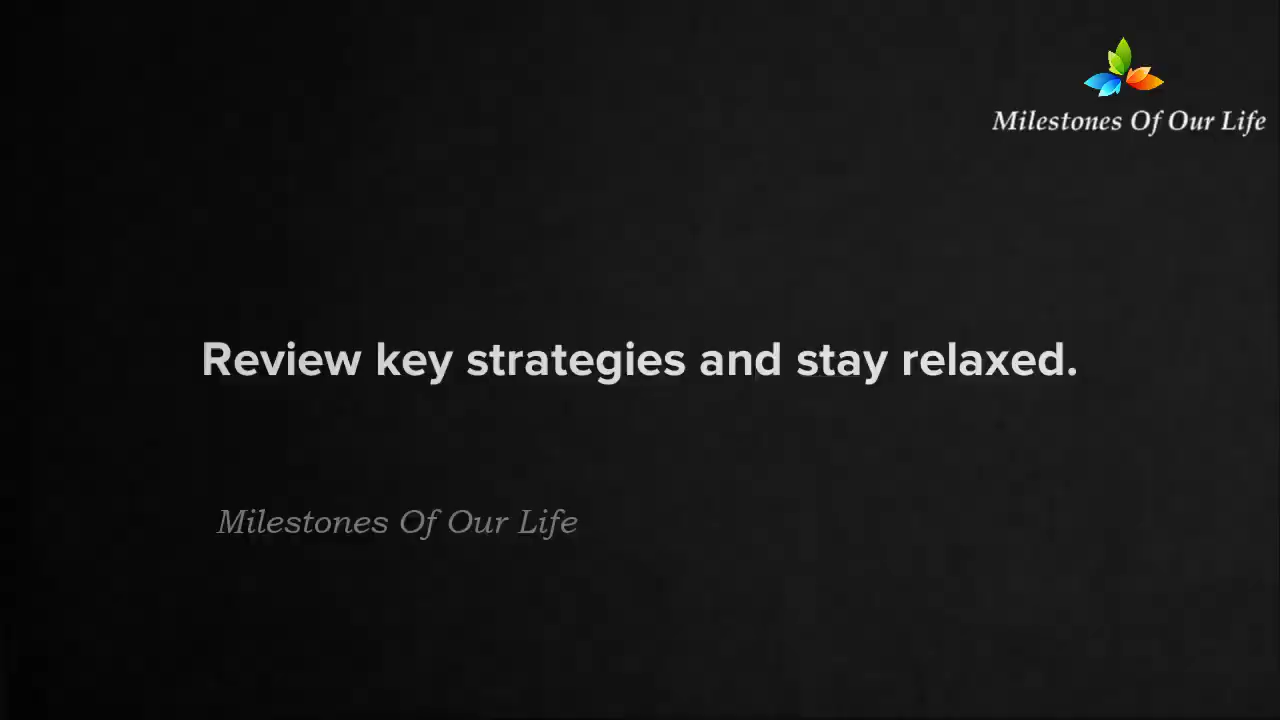 Milestones Of Our Life
Review key strategies and stay relaxed.
Milestones Of Our Life